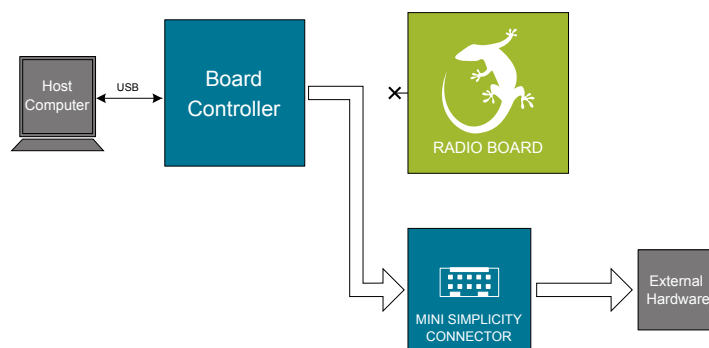 Host
Computer
USB
Board
Controller
RADIO BOARD
MINI SIMPLICITY
CONNECTOR
External
Hardware